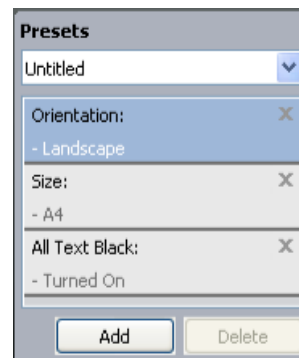 Presets
Untitled
Orientation:
- Landscape
Size:
- A4
All Text Black:
- Turned On
Add Delete